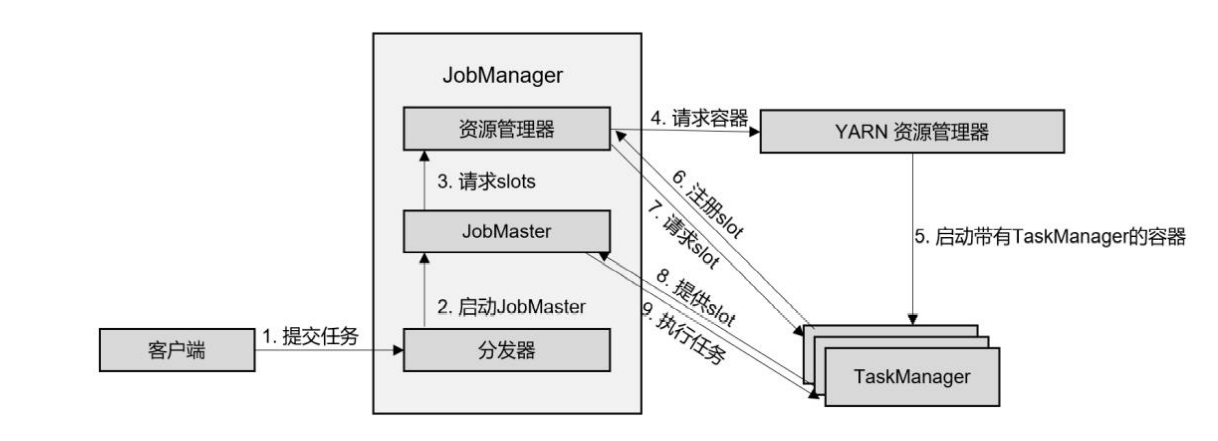 JobManager
资源管理器
4. 请求容器
YARN 资源管理器
3. 请求slots
6. 注册slot
7. 请求slot
JobMaster
5. 启动带有TaskManager的容器
8. 提供slot
2. 启动JobMaster
9. 执行任务
1. 提交任务
客户端
分发器
TaskManager